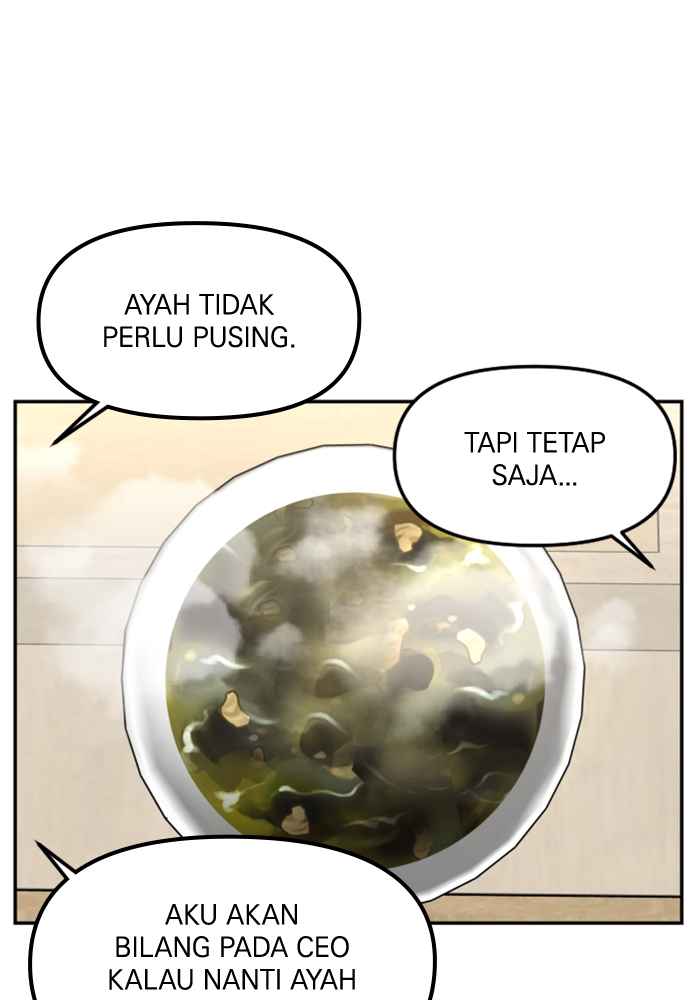 AYAH TIDAK
PERLU PUSING.
TAPI TETAP
SAJA...
AKU AKAN
BILANG PADA CEO
KALAU NANTI AYAH